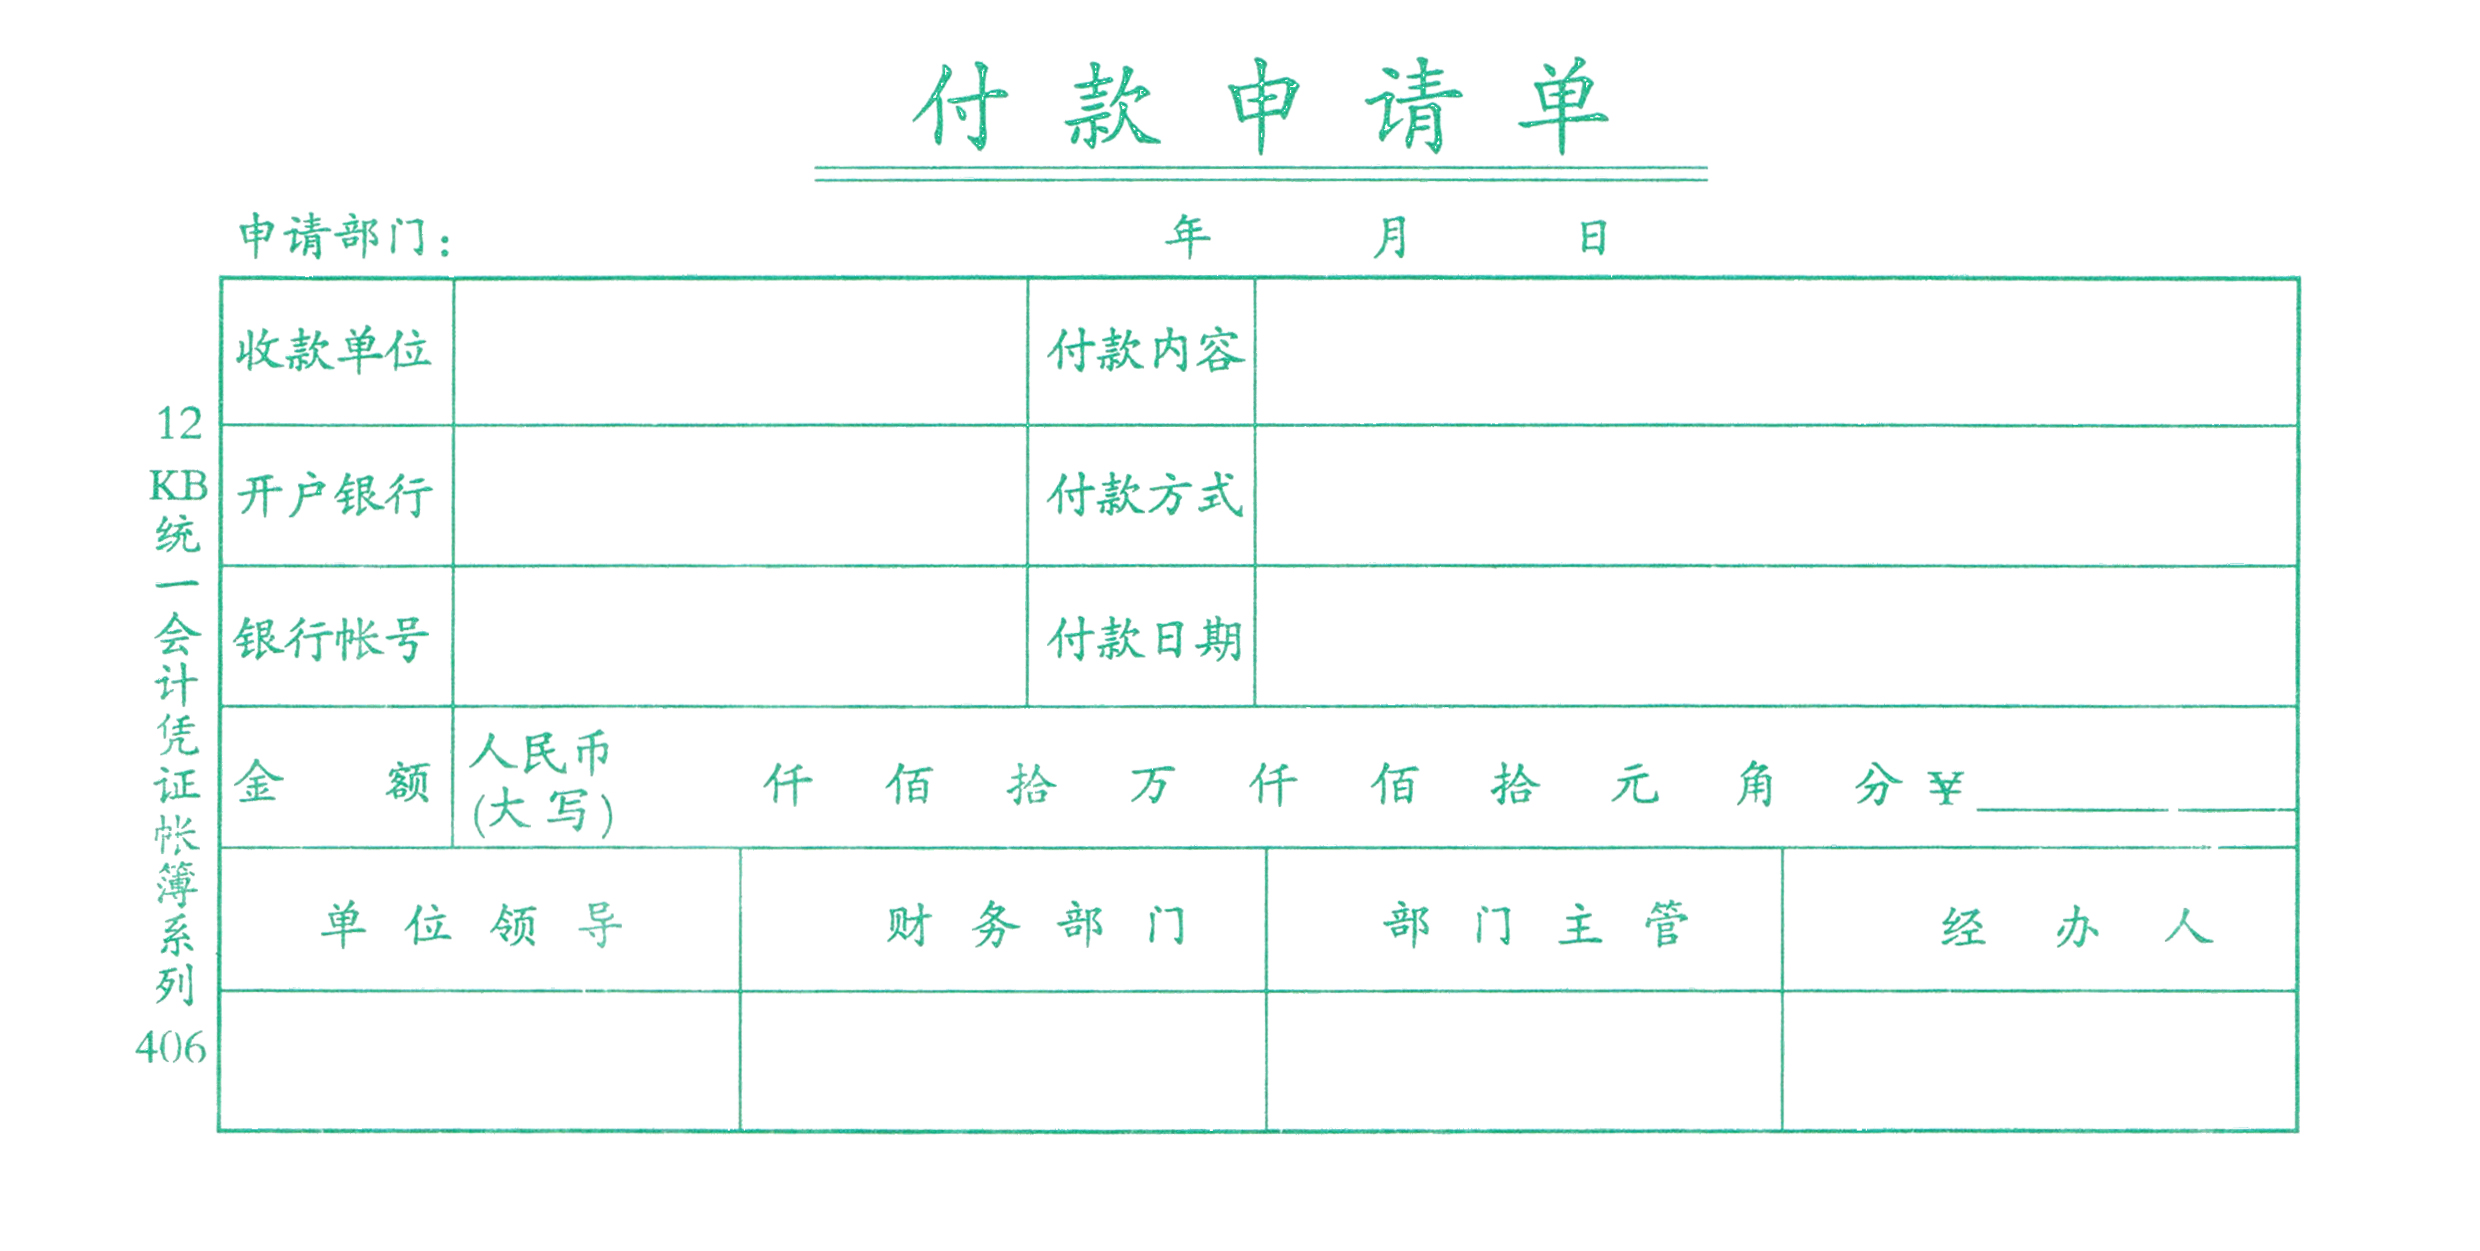 付款申请单
申请部门： 年 月 日
收款单位 付款内容
开户银行 付款方式
银行帐号 付款日期
金 额 人民币
(大写) 仟 佰 拾 万 仟 佰 拾 元 角 分 ¥
单位领导 财务部门 部门主管 经办人
12
KB
统一会计凭证帐簿系列
406